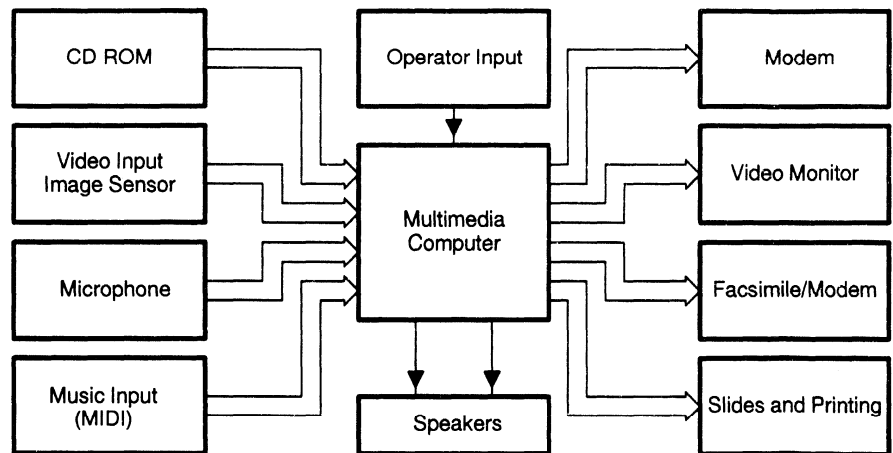 CD ROM
Operator Input
Modem
Video Input
Image Sensor
Video Monitor
Multimedia
Computer
Microphone
Facsimile/Modem
Music Input
(MIDI)
Speakers
Slides and Printing